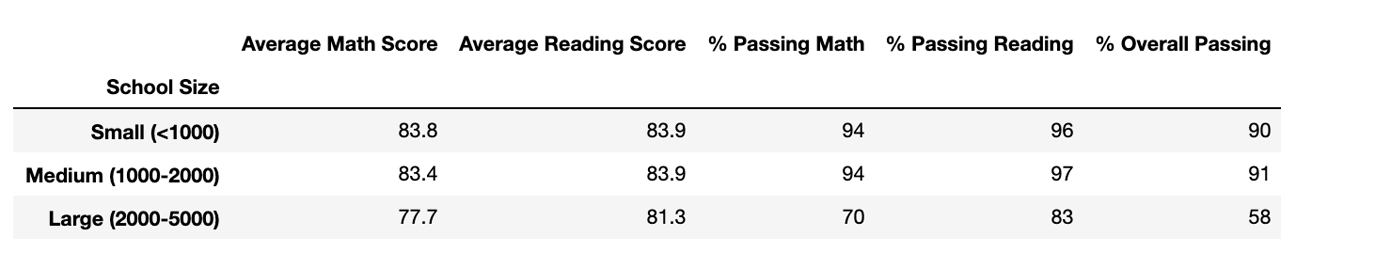 Average Math Score Average Reading Score % Passing Math % Passing Reading % Overall Passing
School Size
Small (<1000) 83.8 83.9 94 96 90
Medium (1000-2000) 83.4 83.9 94 97 91
Large (2000-5000) 77.7 81.3 70 83 58